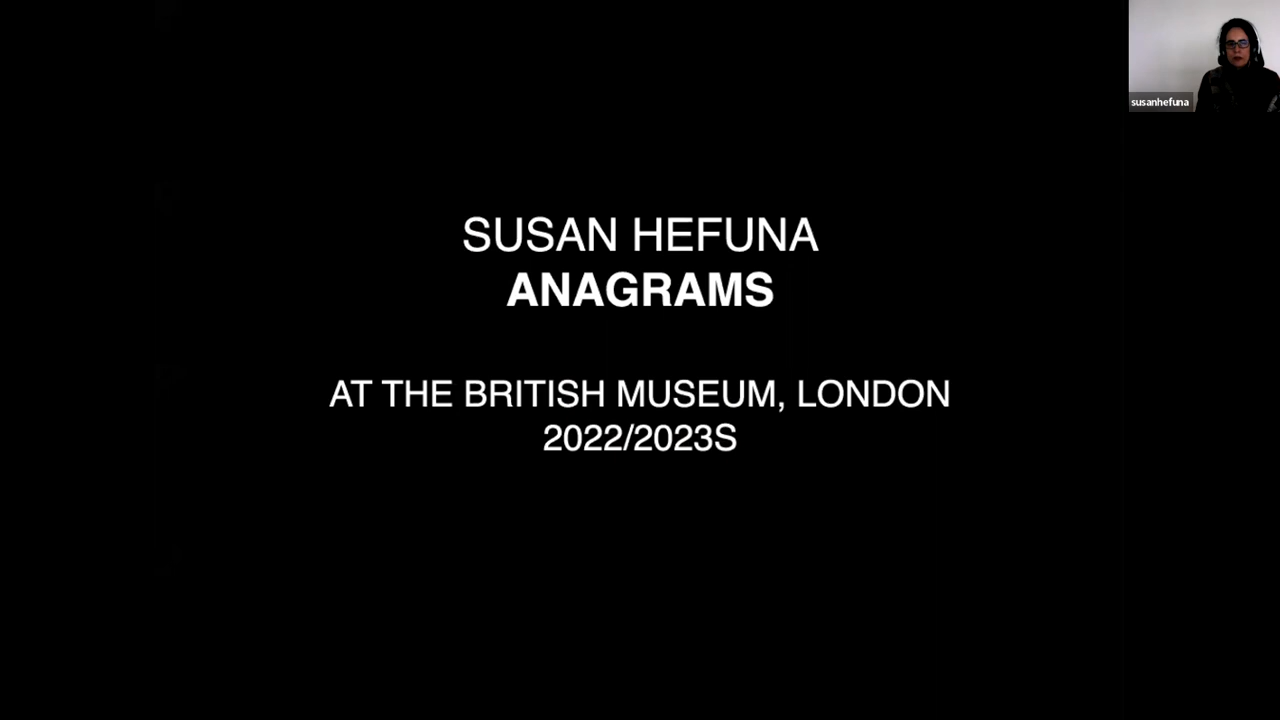 susanhefuna
SUSAN HEFUNA
ANAGRAMS
AT THE BRITISH MUSEUM, LONDON
2022/2023S